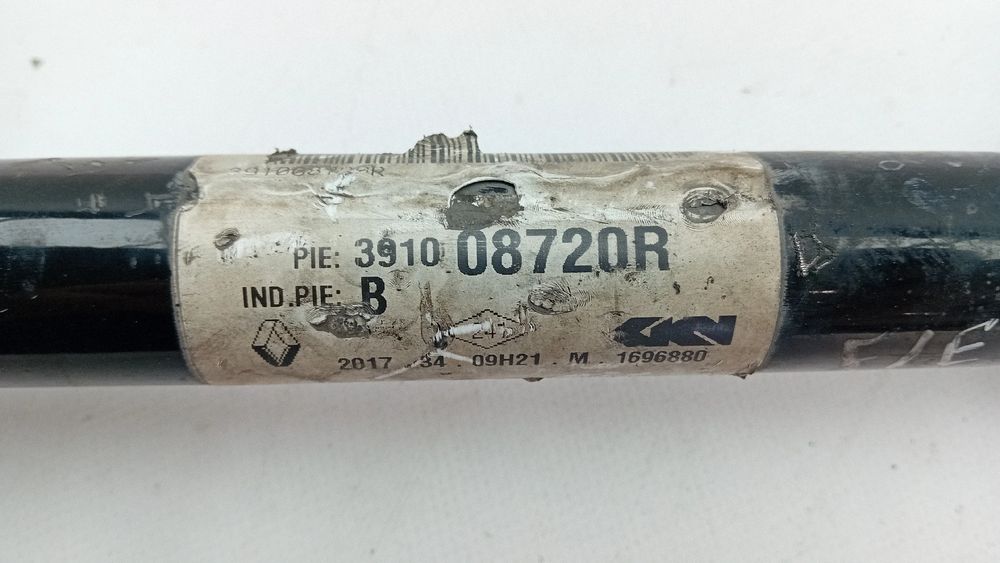 PIE: 3910 08720R
IND.PIE: B
GKN
2017 . 34 . 09H21 . M . 1696880